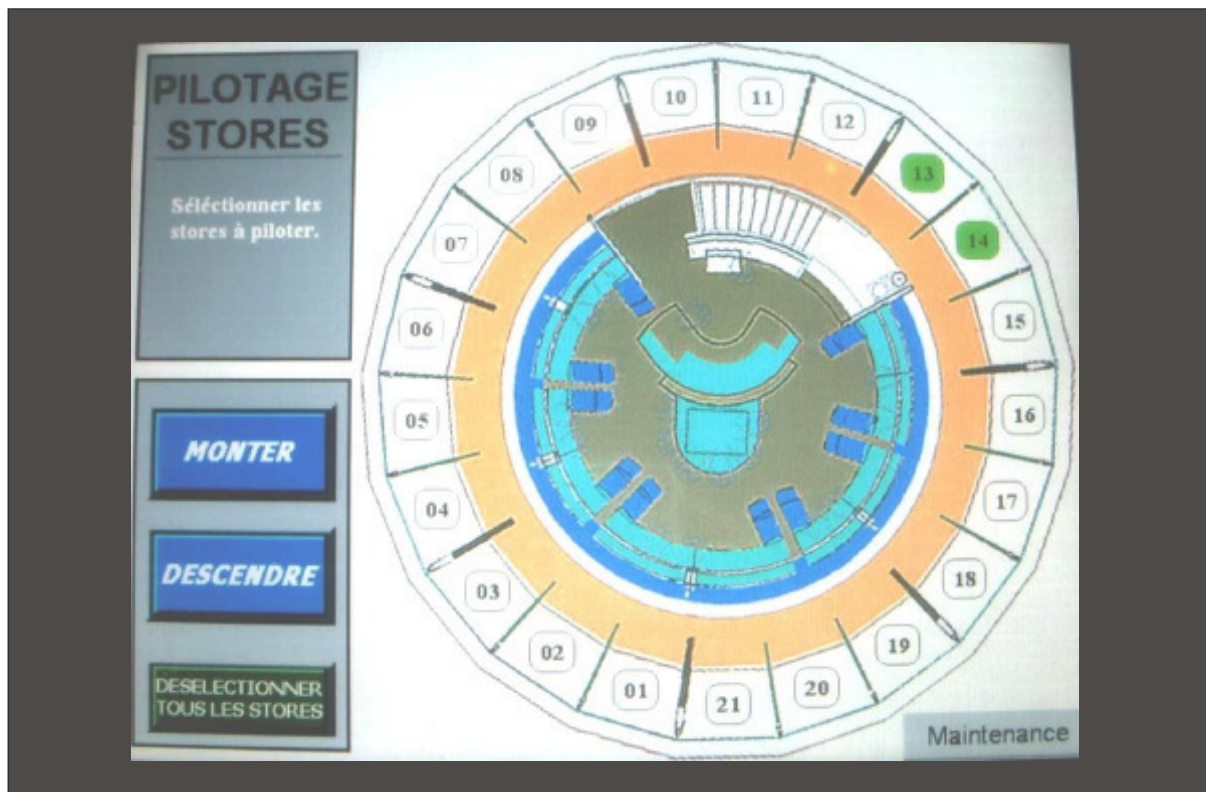 PILOTAGE
STORES
Séléctionner les
stores à piloter.
MONTER
DESCENDRE
DESELECTIONNER
TOUS LES STORES
10
11
12
13
14
15
16
17
18
19
20
21
01
02
03
04
05
06
07
08
09
Maintenance